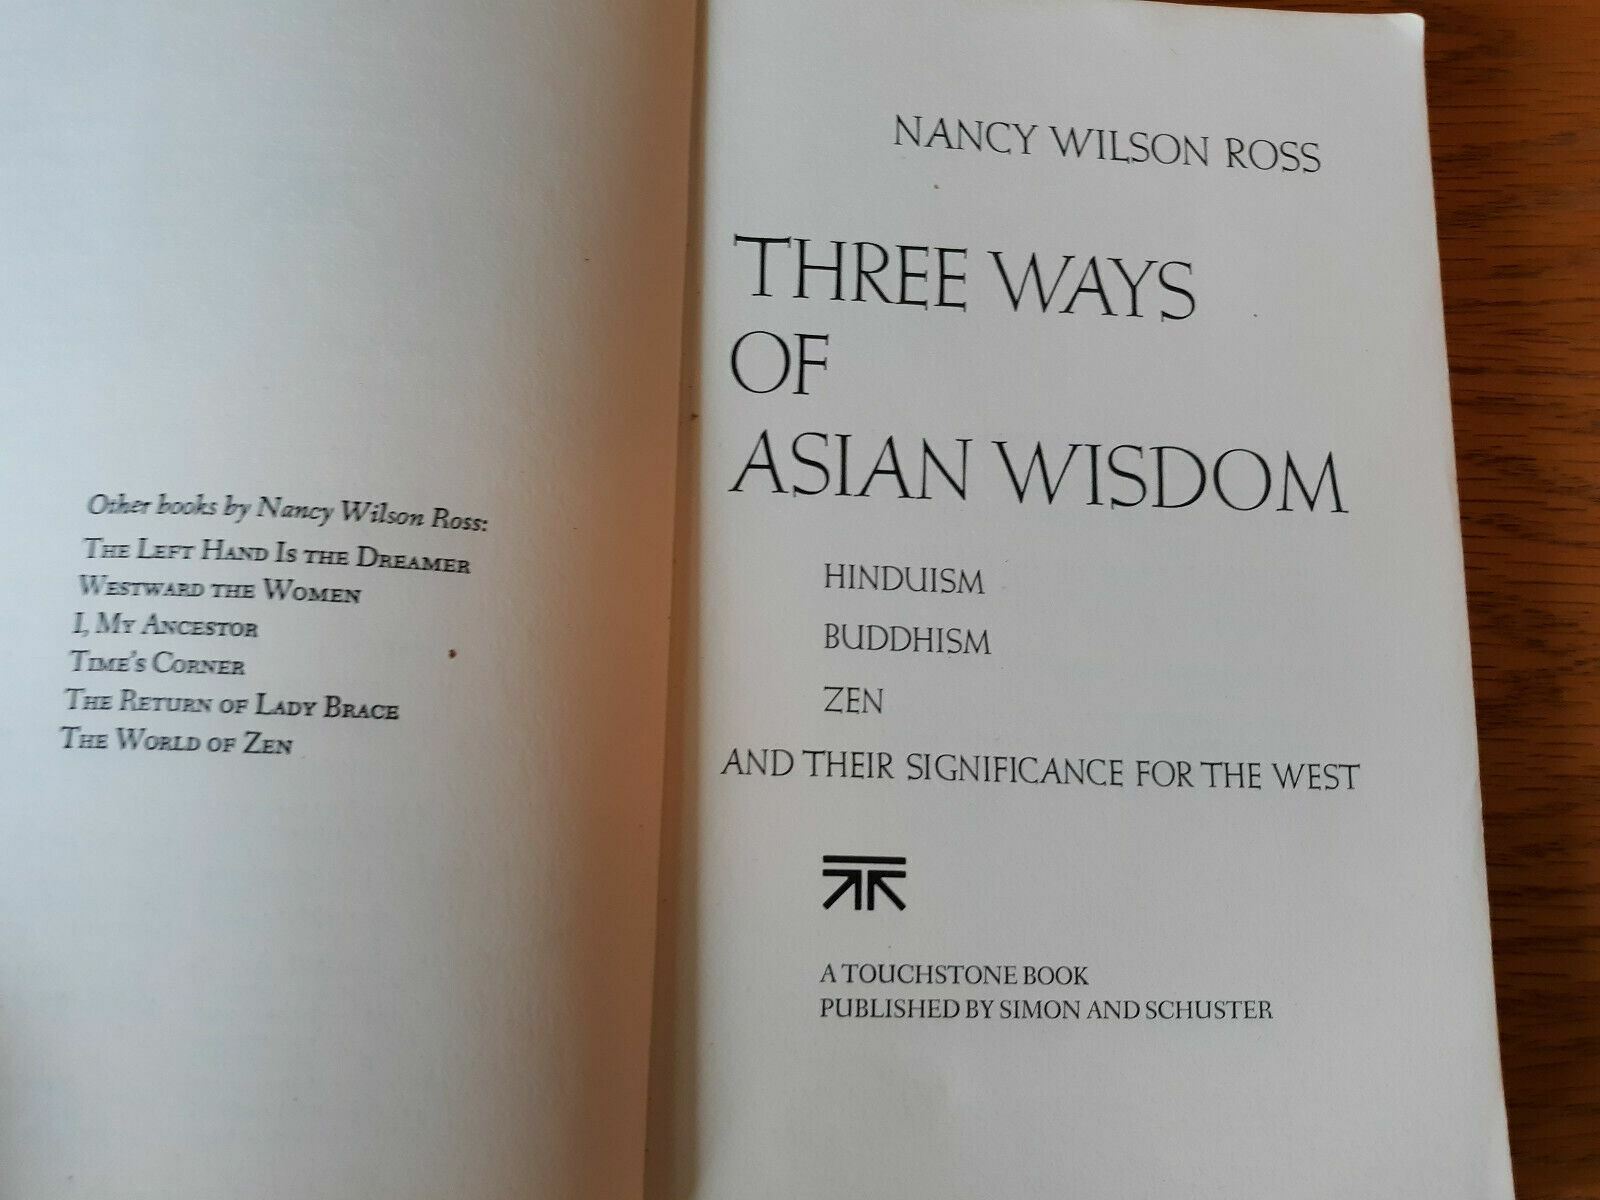 Other books by Nancy Wilson Ross:
THE LEFT HAND IS THE DREAMER
WESTWARD THE WOMEN
I, MY ANCESTOR
TIME'S CORNER
THE RETURN OF LADY BRACE
THE WORLD OF ZEN
NANCY WILSON ROSS
THREE WAYS
OF
ASIAN WISDOM
HINDUISM
BUDDHISM
ZEN
AND THEIR SIGNIFICANCE FOR THE WEST
A TOUCHSTONE BOOK
PUBLISHED BY SIMON AND SCHUSTER